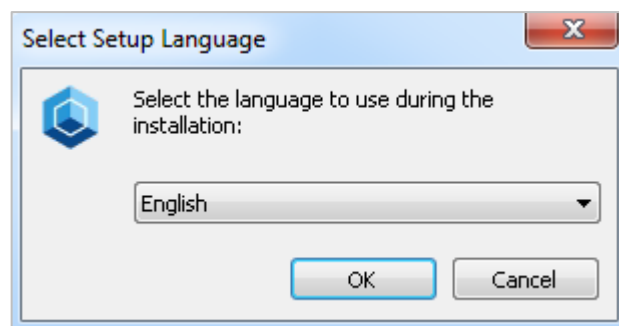 Select Setup Language
Select the language to use during the
installation:
English
OK
Cancel